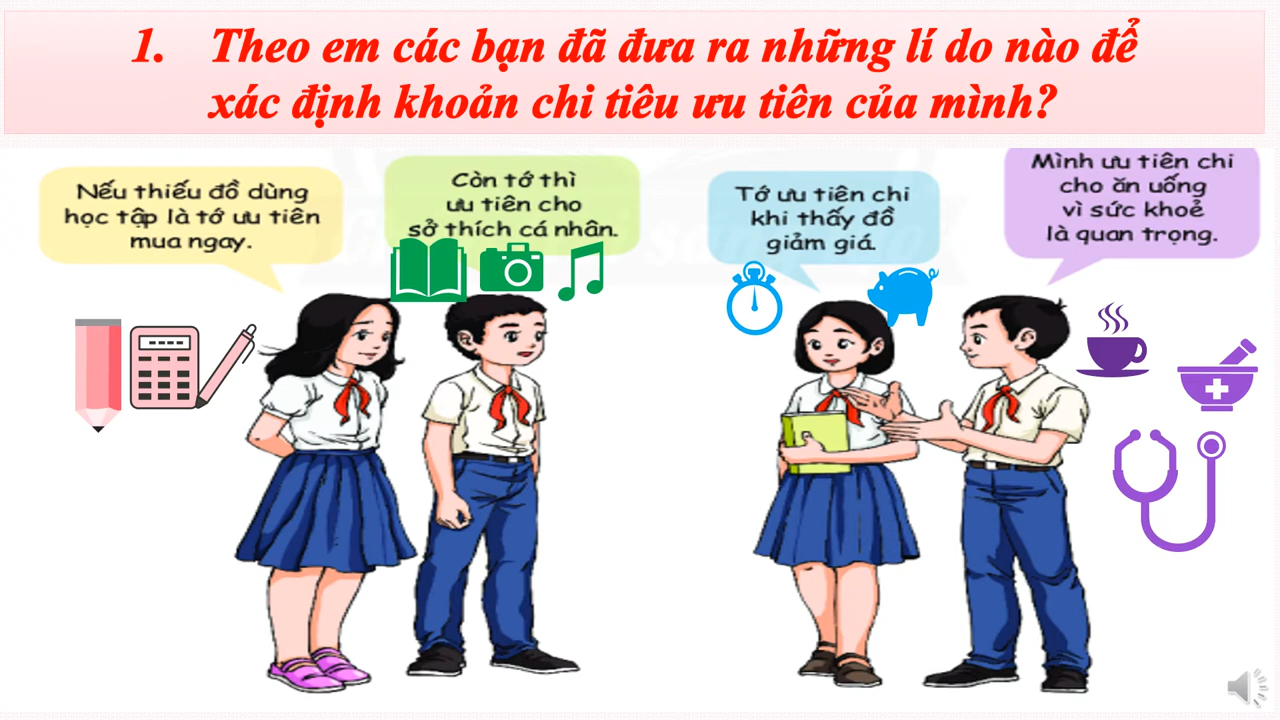 1. Theo em các bạn đã đưa ra những lí do nào để
xác định khoản chi tiêu ưu tiên của mình?
Nếu thiếu đồ dùng
học tập là tớ ưu tiên
mua ngay.
Còn tớ thì
ưu tiên cho
sở thích cá nhân.
Tớ ưu tiên chi
khi thấy đồ
giảm giá.
Mình ưu tiên chi
cho ăn uống
vì sức khoẻ
là quan trọng.